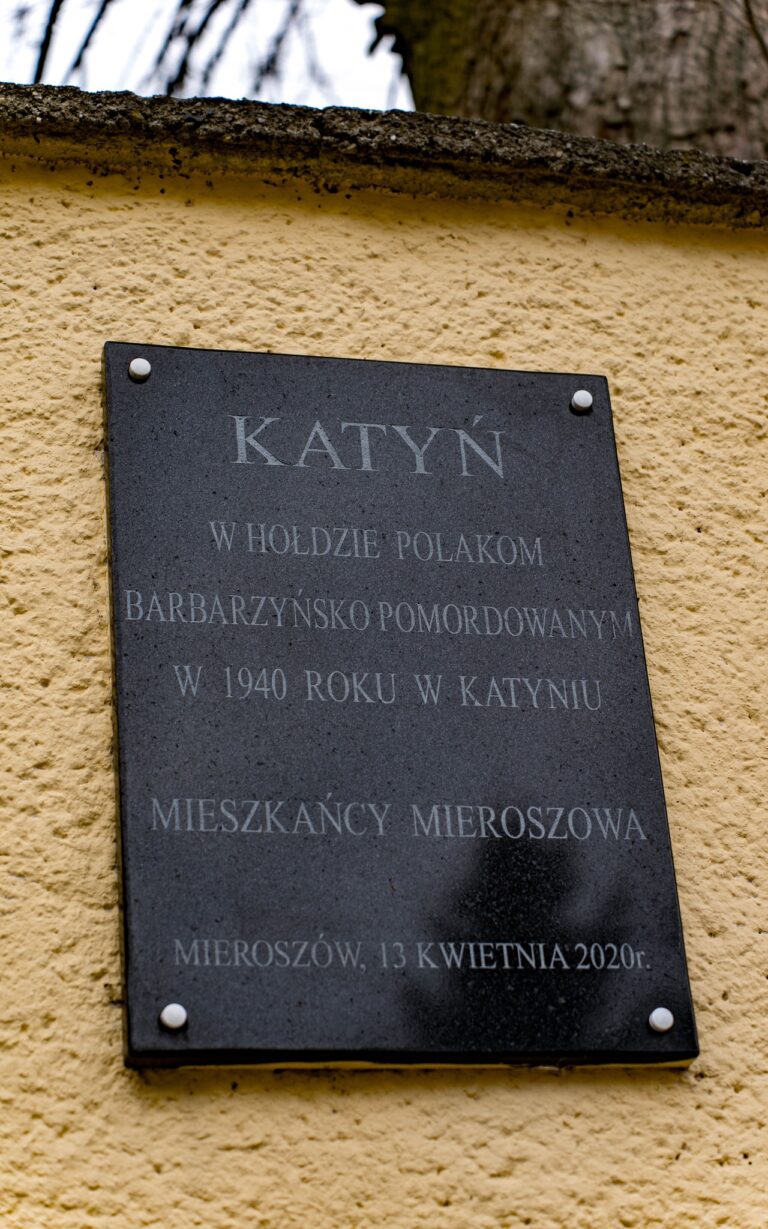 KATYŃ
W HOŁDZIE POLAKOM
BARBARZYŃSKO POMORDOWANYM
W 1940 ROKU W KATYNIU
MIESZKAŃCY MIEROSZOWA
MIEROSZÓW, 13 KWIETNIA 2020r.